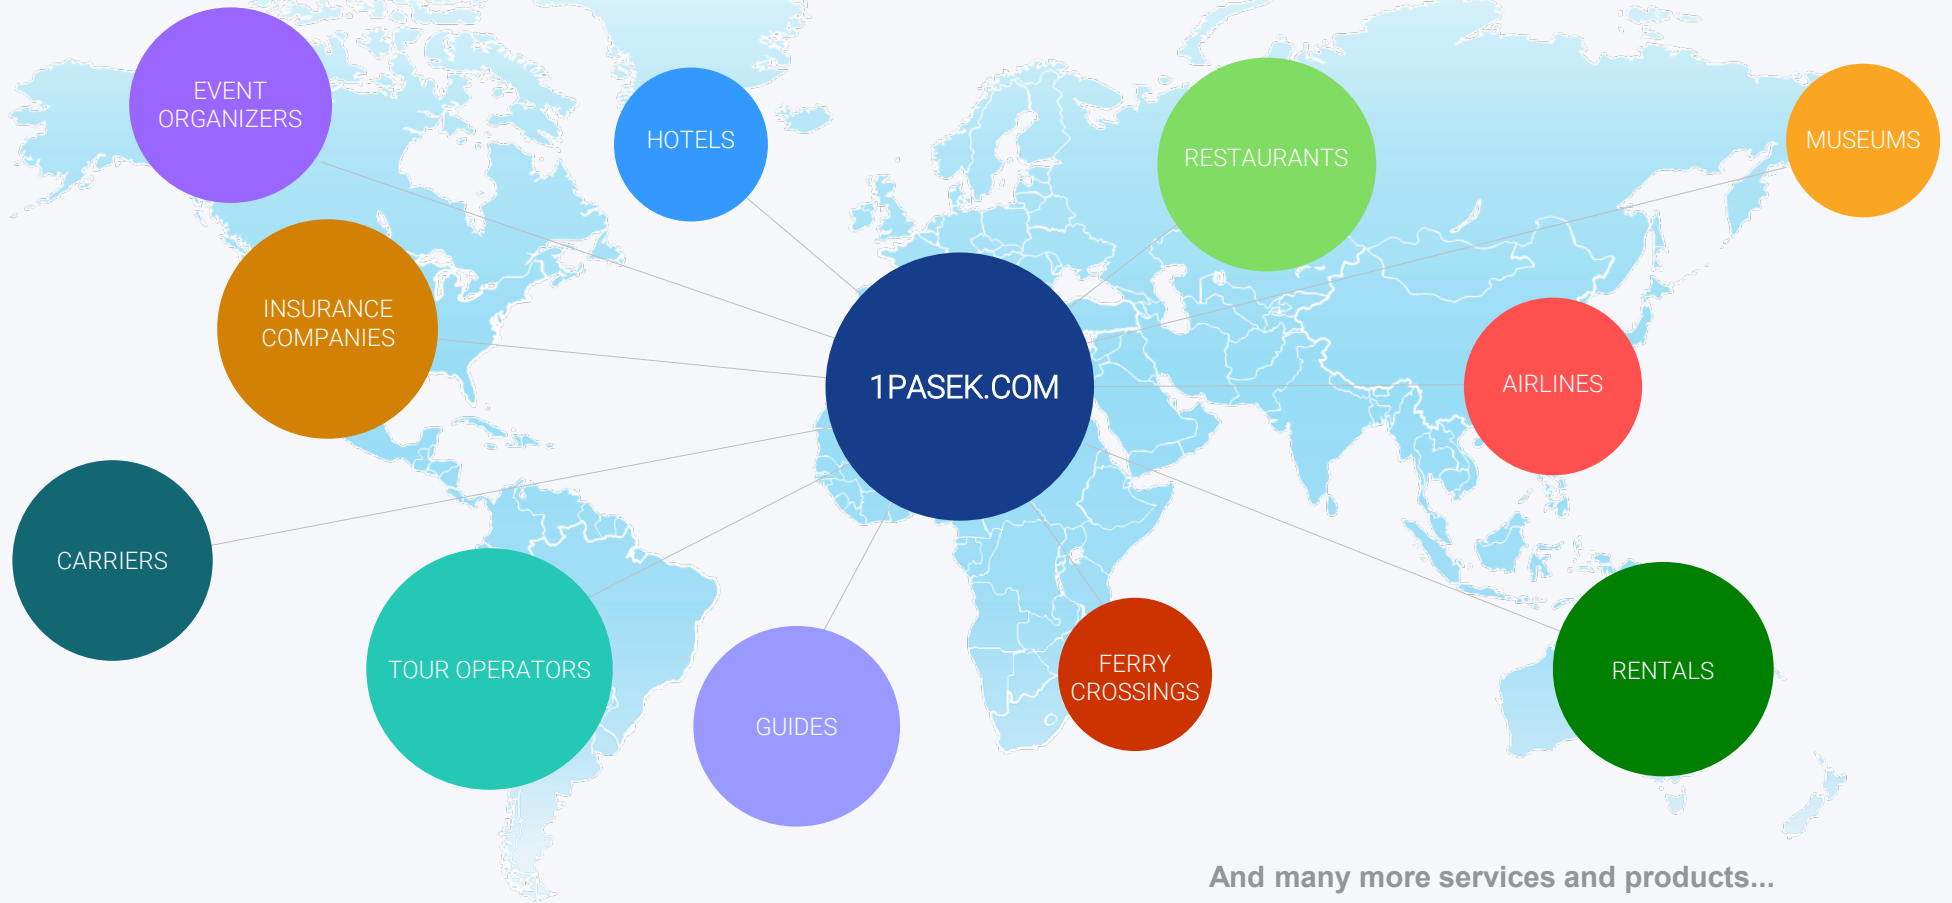 EVENT
ORGANIZERS
HOTELS
RESTAURANTS
MUSEUMS
INSURANCE
COMPANIES
1PASEK.COM
AIRLINES
CARRIERS
TOUR OPERATORS
GUIDES
FERRY
CROSSINGS
RENTALS
And many more services and products...